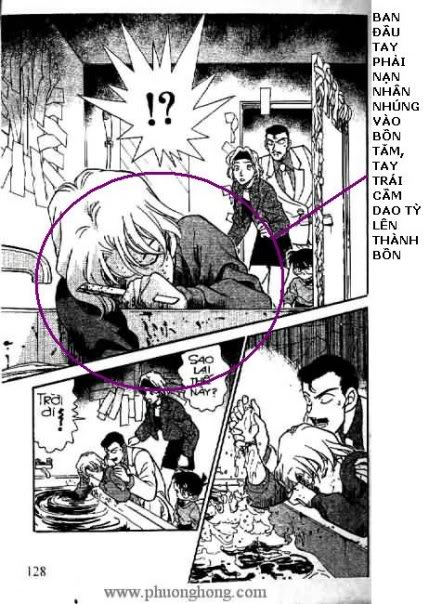 BAN
ĐẦU
TAY
PHẢI
NẠN
NHÂN
NHÚNG
VÀO
BỒN
TẮM,
TAY
TRÁI
CẦM
DAO TỲ
LÊN
THÀNH
BỒN
!?
SAO
LẠI
THẾ
NÀY?
TRỜI
ƠI
128
www.phuonghong.com